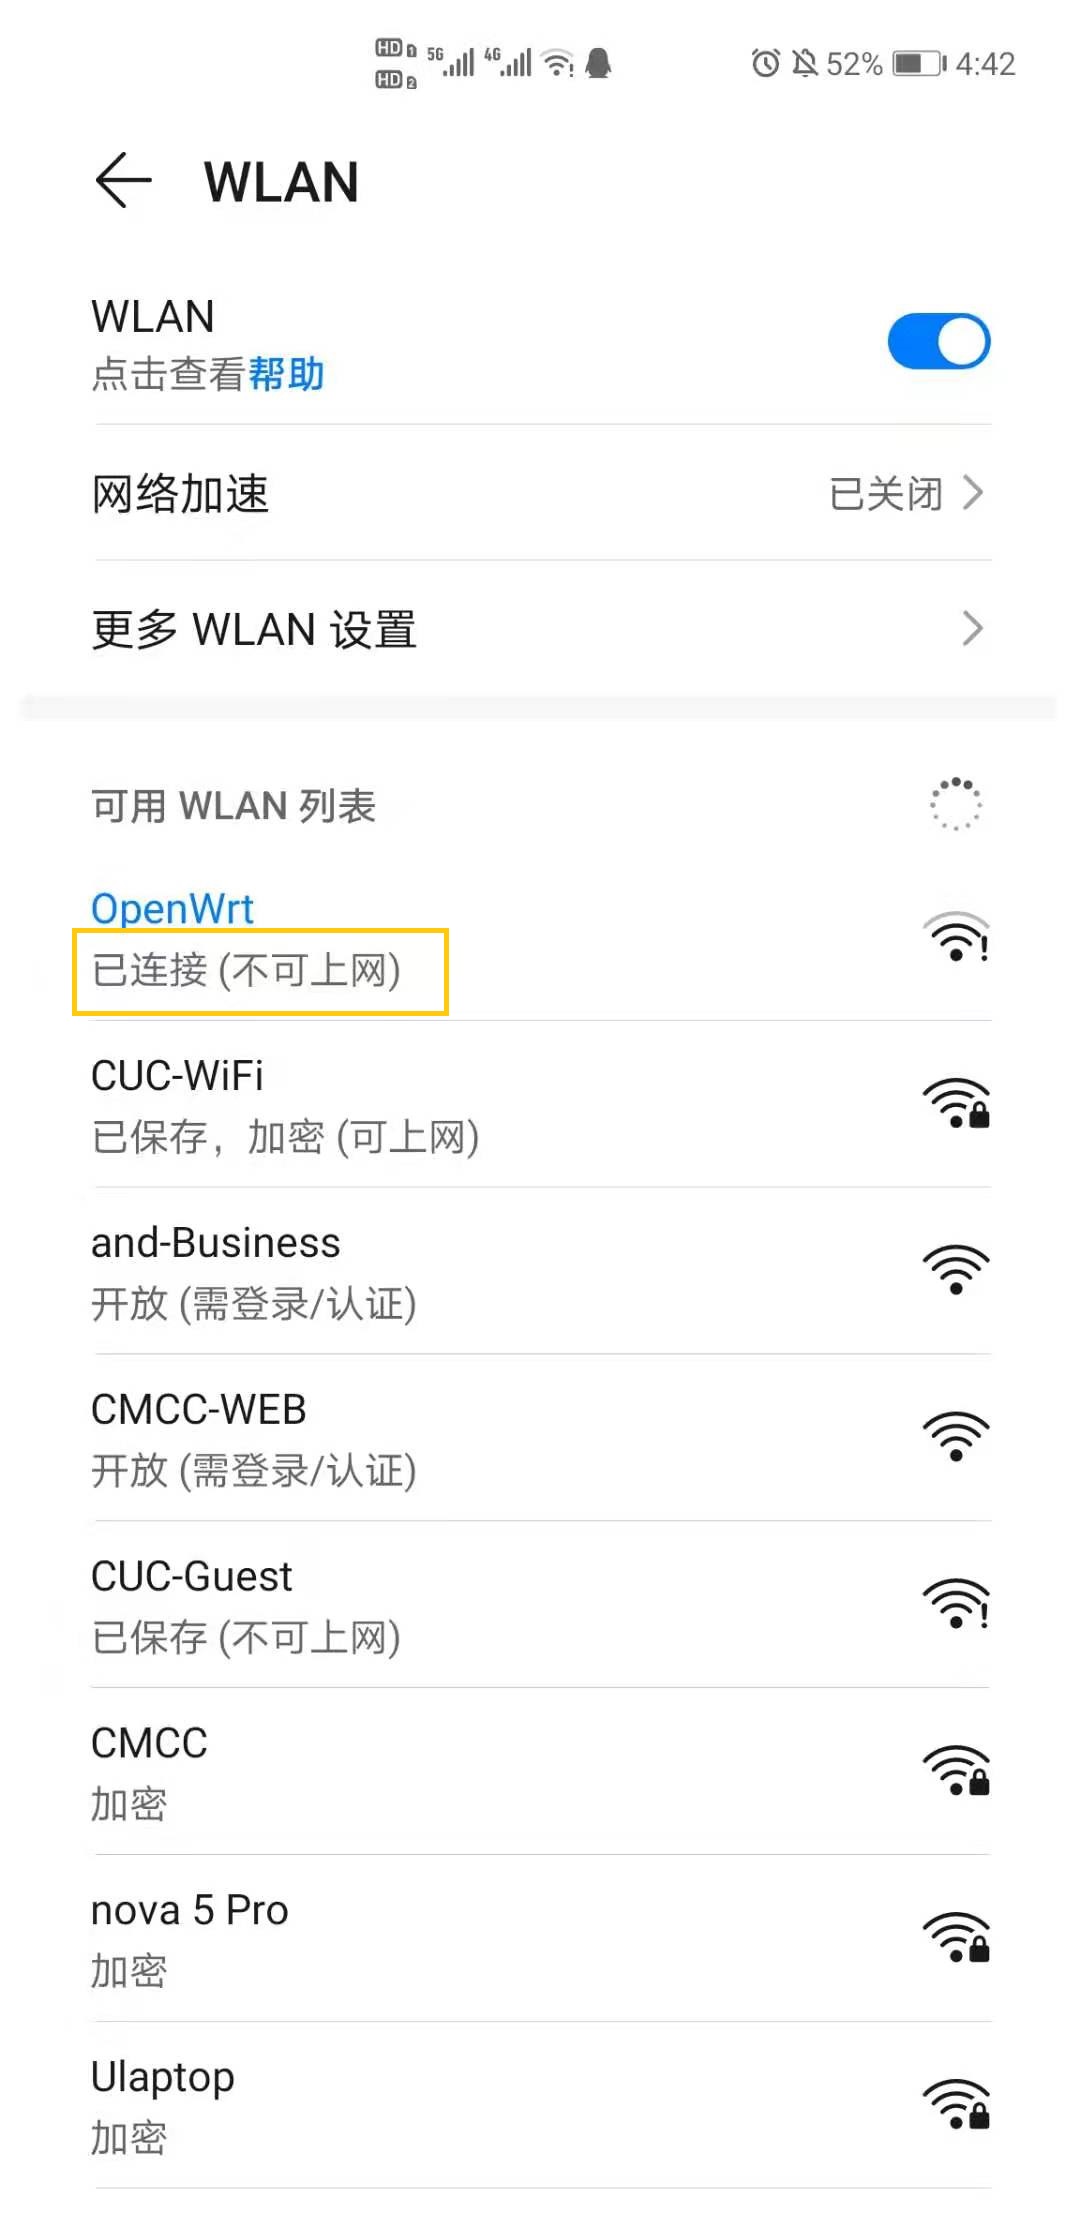 HD 1 5G 4G 52% 4:42
HD 2
WLAN
WLAN
点击查看帮助
网络加速 已关闭
更多 WLAN 设置
可用 WLAN 列表
OpenWrt
已连接 (不可上网)
CUC-WiFi
已保存，加密 (可上网)
and-Business
开放 (需登录/认证)
CMCC-WEB
开放 (需登录/认证)
CUC-Guest
已保存 (不可上网)
CMCC
加密
nova 5 Pro
加密
Ulaptop
加密